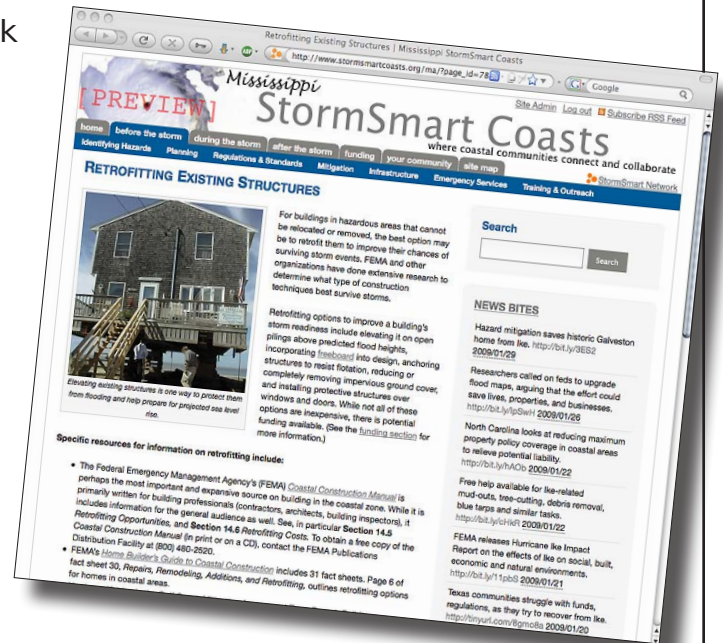 k
Retrofitting Existing Structures | Mississippi StormSmart Coasts
http://www.stormsmartcoasts.org/ma/?page_id=78
Google
Site Admin Log out Subscribe RSS Feed
[PREVIEW]
Mississippi
StormSmart Coasts
where coastal communities connect and collaborate
home before the storm during the storm after the storm funding your community site map
StormSmart Network
Identifying Hazards Planning Regulations & Standards Mitigation Infrastructure Emergency Services Training & Outreach
RETROFITTING EXISTING STRUCTURES
For buildings in hazardous areas that cannot
be relocated or removed, the best option may
be to retrofit them to improve their chances of
surviving storm events. FEMA and other
organizations have done extensive research to
determine what type of construction
techniques best survive storms.
Retrofitting options to improve a building's
storm readiness include elevating it on open
pilings above predicted flood heights,
incorporating freeboard into design, anchoring
structures to resist flotation, reducing or
completely removing impervious ground cover,
and installing protective structures over
windows and doors. While not all of these
options are inexpensive, there is potential
funding available. (See the funding section for
more information.)
Elevating existing structures is one way to protect them
from flooding and help prepare for projected sea level
rise.
Specific resources for information on retrofitting include:
• The Federal Emergency Management Agency's (FEMA) Coastal Construction Manual is
perhaps the most important and expansive source on building in the coastal zone. While it is
primarily written for building professionals (contractors, architects, building inspectors), it
includes information for the general audience as well. See, in particular Section 14.5
Retrofitting Opportunities, and Section 14.6 Retrofitting Costs. To obtain a free copy of the
Coastal Construction Manual (in print or on a CD), contact the FEMA Publications
Distribution Facility at (800) 480-2520.
• FEMA's Home Builder's Guide to Coastal Construction includes 31 fact sheets. Page 6 of
fact sheet 30, Repairs, Remodeling, Additions, and Retrofitting, outlines retrofitting options
for homes in coastal areas.
Search
Search
NEWS BITES
Hazard mitigation saves historic Galveston
home from Ike. http://bit.ly/3ES2
2009/01/29
Researchers called on feds to upgrade
flood maps, arguing that the effort could
save lives, properties, and businesses.
http://bit.ly/IpSwH 2009/01/26
North Carolina looks at reducing maximum
property policy coverage in coastal areas
to relieve potential liability.
http://bit.ly/hAOb 2009/01/22
Free help available for Ike-related
mud-outs, tree-cutting, debris removal,
blue tarps and similar tasks.
http://bit.ly/cHkR 2009/01/22
FEMA releases Hurricane Ike Impact
Report on the effects of Ike on social, built,
economic and natural environments.
http://bit.ly/11pbS 2009/01/21
Texas communities struggle with funds,
regulations, as they try to recover from Ike.
http://tinyurl.com/8gmo8a 2009/01/20